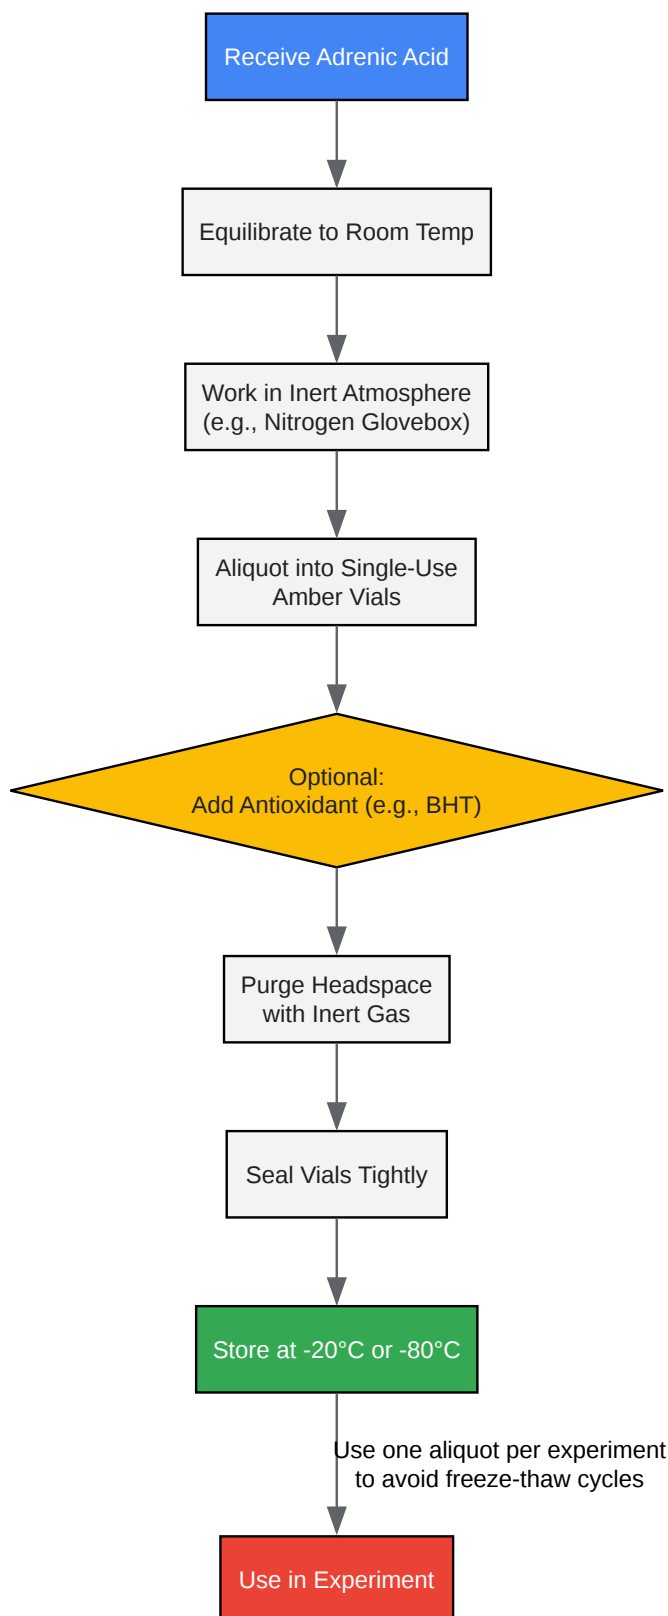 Receive Adrenic Acid
Equilibrate to Room Temp
Work in Inert Atmosphere
(e.g., Nitrogen Glovebox)
Aliquot into Single-Use
Amber Vials
Optional:
Add Antioxidant (e.g., BHT)
Purge Headspace
with Inert Gas
Seal Vials Tightly
Store at -20°C or -80°C
Use one aliquot per experiment
to avoid freeze-thaw cycles
Use in Experiment